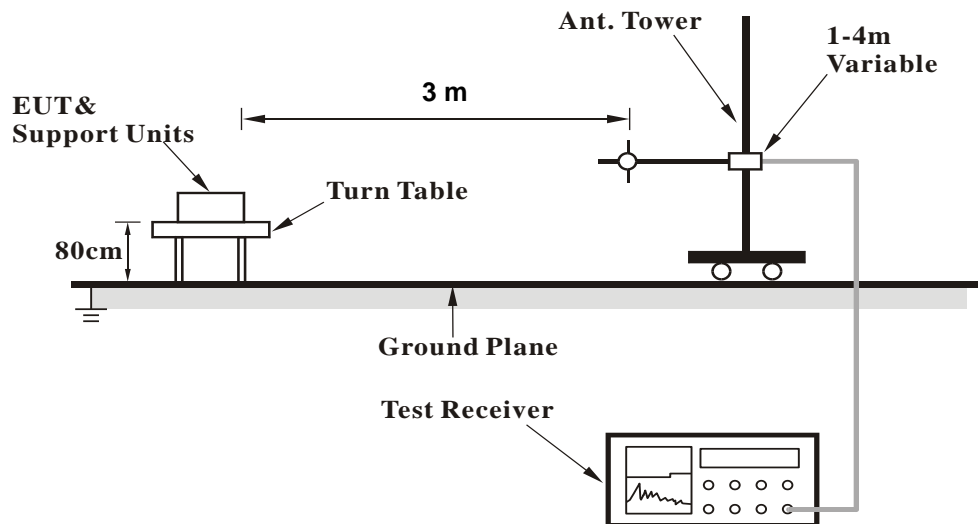 Ant. Tower
1-4m
Variable
3 m
EUT&
Support Units
Turn Table
80cm
Ground Plane
Test Receiver